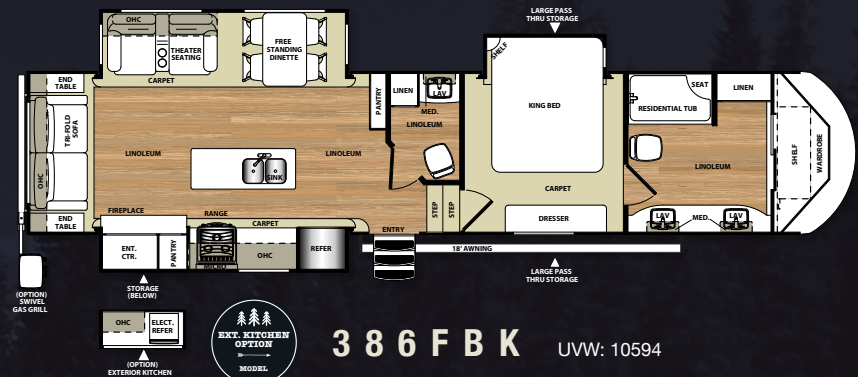 LARGE PASS
THRU STORAGE
OHC
THEATER
SEATING
FREE
STANDING
DINETTE
CARPET
END
TABLE
TRI-FOLD
SOFA
OHC
END
TABLE
LINOLEUM
LINOLEUM
SINK
PANTRY
LINEN
LAV
MED.
LINOLEUM
SHELF
KING BED
CARPET
DRESSER
SEAT
RESIDENTIAL TUB
LINEN
LINOLEUM
SHELF
WARDROBE
LAV
MED.
LAV
FIREPLACE
RANGE
CARPET
ENT.
CTR.
PANTRY
MICRO
OHC
REFER
ENTRY
STEP
STEP
18' AWNING
LARGE PASS
THRU STORAGE
STORAGE
(BELOW)
(OPTION)
SWIVEL
GAS GRILL
OHC
ELECT.
REFER
(OPTION)
EXTERIOR KITCHEN
EXT. KITCHEN
OPTION
MODEL
386FBK
UVW: 10594